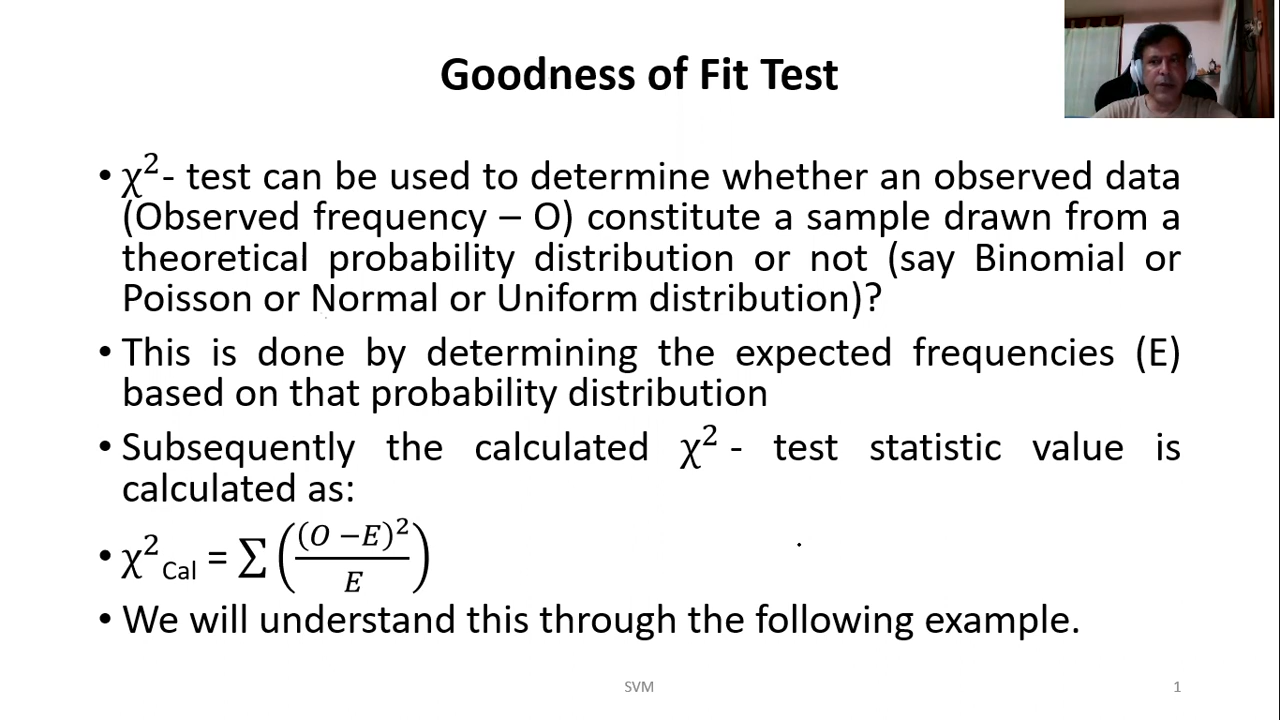 Goodness of Fit Test
• χ²- test can be used to determine whether an observed data
(Observed frequency – O) constitute a sample drawn from a
theoretical probability distribution or not (say Binomial or
Poisson or Normal or Uniform distribution)?
• This is done by determining the expected frequencies (E)
based on that probability distribution
• Subsequently the calculated χ² - test statistic value is
calculated as:
• χ²Cal = ∑ ((O −E)²/E)
• We will understand this through the following example.
SVM 1